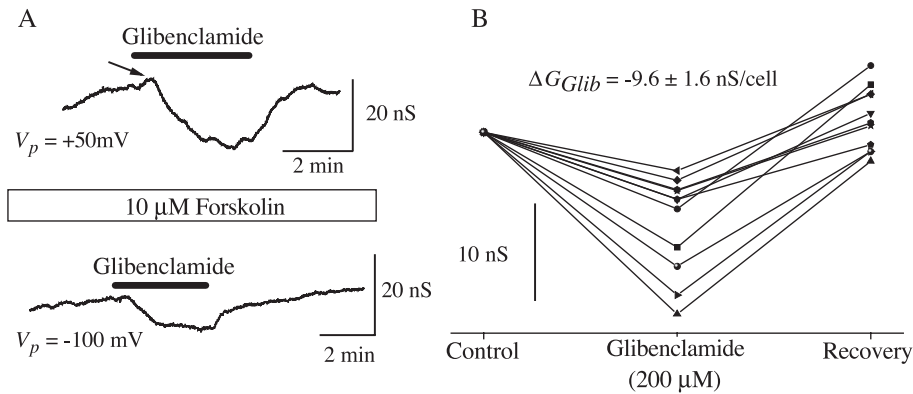 A
Glibenclamide
20 nS
V_p = +50mV
2 min
10 µM Forskolin
Glibenclamide
20 nS
V_p = -100 mV
2 min
B
ΔG_Glib = -9.6 ± 1.6 nS/cell
10 nS
Control
Glibenclamide
(200 µM)
Recovery